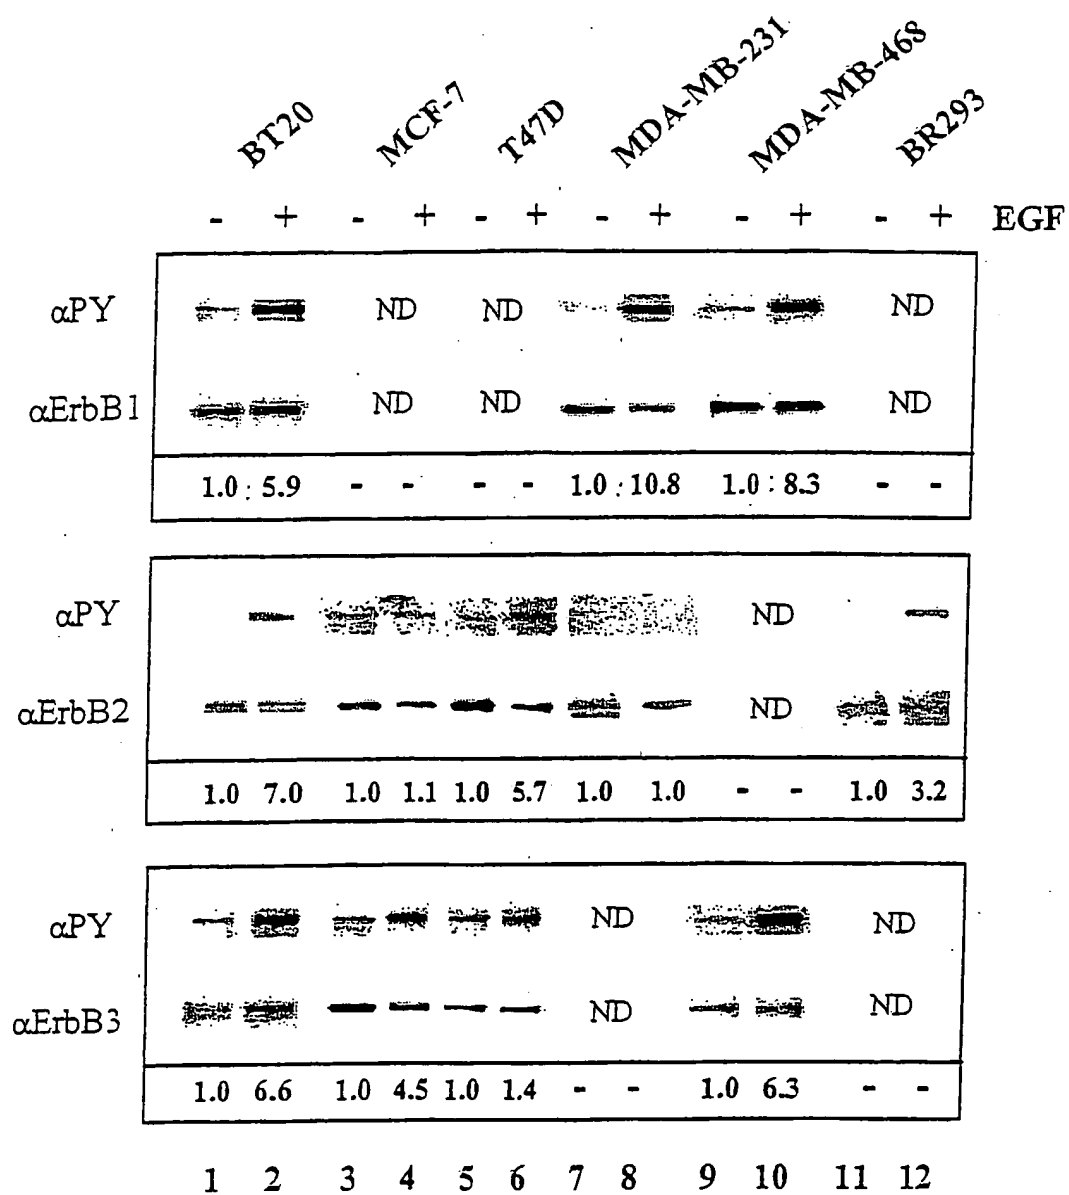 BT20 MCF-7 T47D MDA-MB-231 MDA-MB-468 BR293
- + - + - + - + - + - + EGF
αPY ND ND ND
αErbB1 ND ND ND
1.0 : 5.9 - - - - 1.0 : 10.8 1.0 : 8.3 - -
αPY ND
αErbB2 ND
1.0 7.0 1.0 1.1 1.0 5.7 1.0 1.0 - - 1.0 3.2
αPY ND ND
αErbB3 ND ND
1.0 6.6 1.0 4.5 1.0 1.4 - - 1.0 6.3 - -
1 2 3 4 5 6 7 8 9 10 11 12